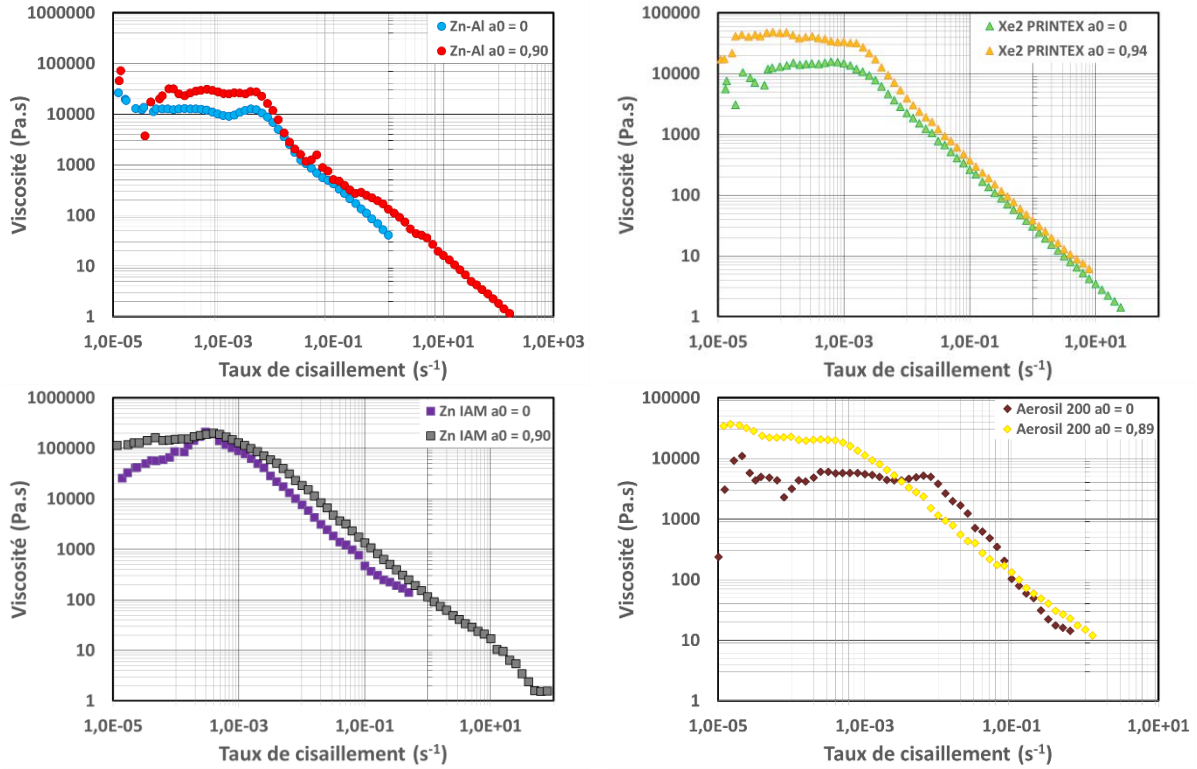 Zn-Al a0 = 0
Zn-Al a0 = 0,90
Viscosité (Pa.s)
1000000
100000
10000
1000
100
10
1
1,0E-05
1,0E-03
1,0E-01
1,0E+01
1,0E+03
Taux de cisaillement (s⁻¹)
Xe2 PRINTEX a0 = 0
Xe2 PRINTEX a0 = 0,94
Viscosité (Pa.s)
100000
10000
1000
100
10
1
1,0E-05
1,0E-03
1,0E-01
1,0E+01
Taux de cisaillement (s⁻¹)
Zn IAM a0 = 0
Zn IAM a0 = 0,90
Viscosité (Pa.s)
1000000
100000
10000
1000
100
10
1
1,0E-05
1,0E-03
1,0E-01
1,0E+01
Taux de cisaillement (s⁻¹)
Aerosil 200 a0 = 0
Aerosil 200 a0 = 0,89
Viscosité (Pa.s)
100000
10000
1000
100
10
1
1,0E-05
1,0E-03
1,0E-01
1,0E+01
Taux de cisaillement (s⁻¹)